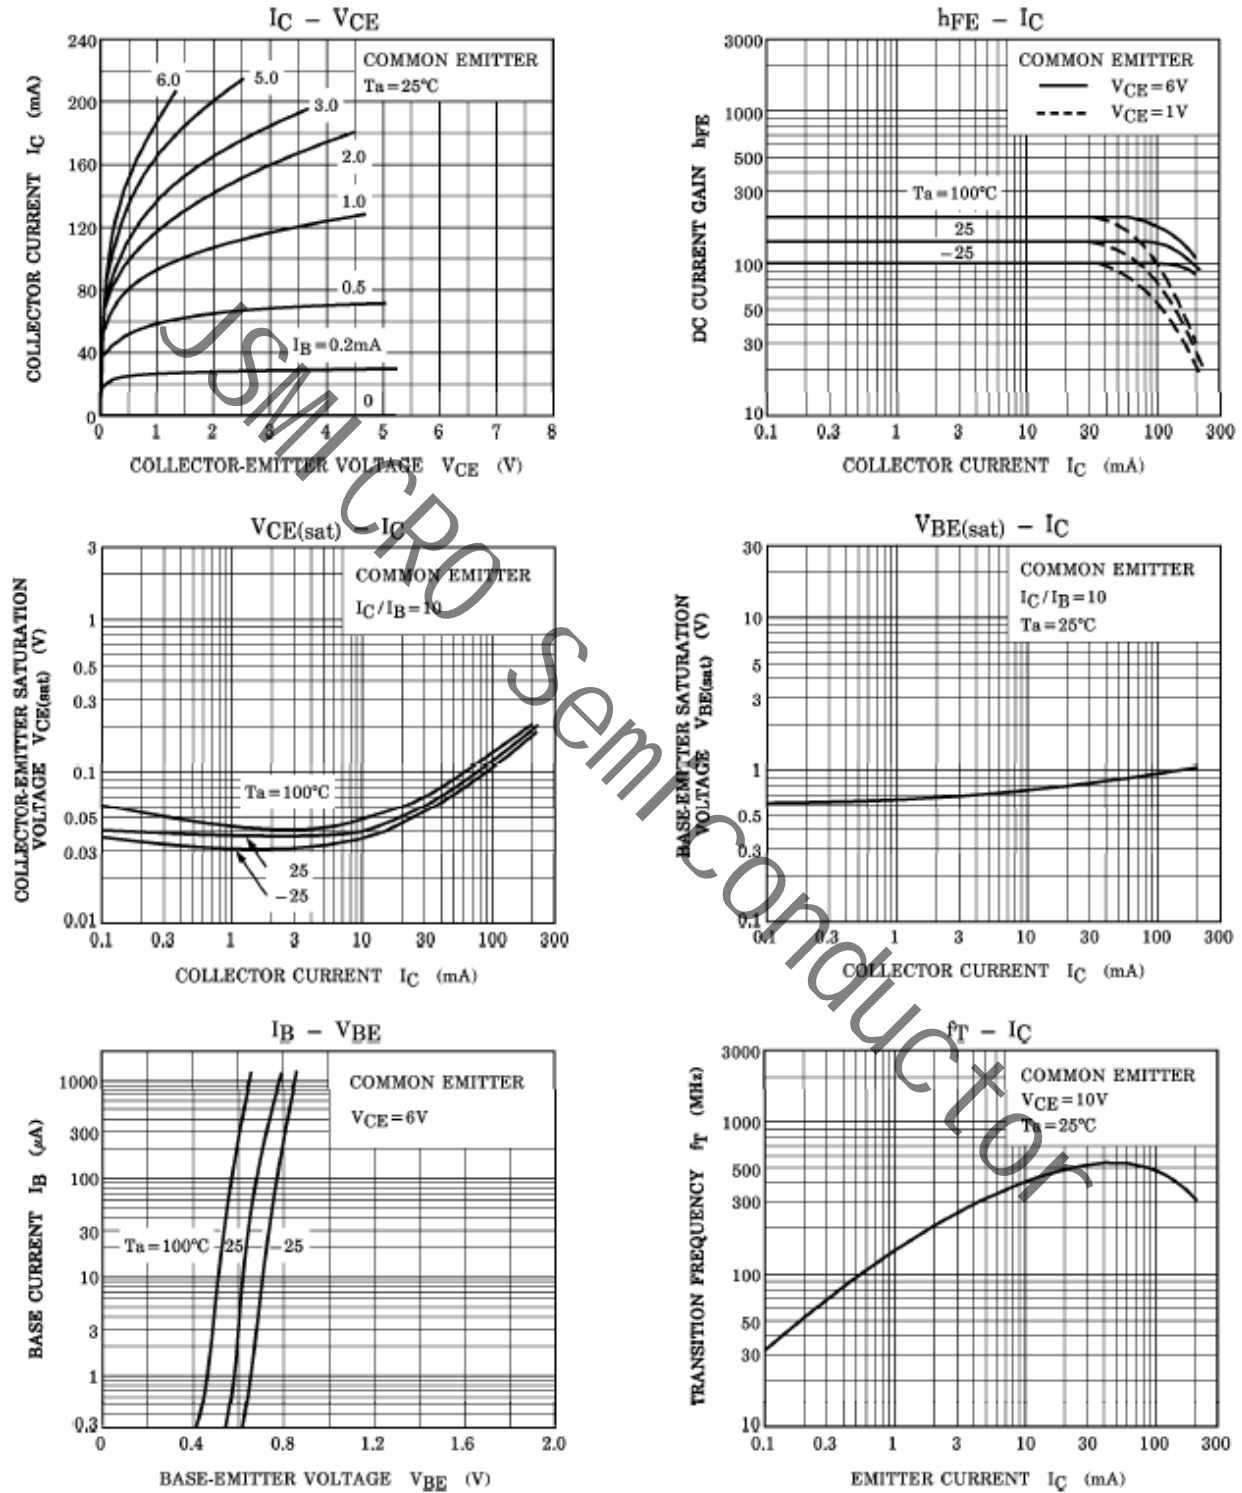 IC – VCE
COLLECTOR CURRENT IC (mA)
240
200
160
120
80
40
0
COMMON EMITTER
Ta=25℃
6.0
5.0
3.0
2.0
1.0
0.5
IB=0.2mA
0
0 1 2 3 4 5 6 7 8
COLLECTOR-EMITTER VOLTAGE VCE (V)
hFE – IC
DC CURRENT GAIN hFE
3000
1000
500
300
100
50
30
10
COMMON EMITTER
VCE=6V
VCE=1V
Ta=100℃
25
−25
0.1 0.3 1 3 10 30 100 300
COLLECTOR CURRENT IC (mA)
VCE(sat) – IC
COLLECTOR-EMITTER SATURATION
VOLTAGE VCE(sat) (V)
3
1
0.5
0.3
0.1
0.05
0.03
0.01
COMMON EMITTER
IC/IB=10
Ta=100℃
25
−25
0.1 0.3 1 3 10 30 100 300
COLLECTOR CURRENT IC (mA)
VBE(sat) – IC
BASE-EMITTER SATURATION
VOLTAGE VBE(sat) (V)
30
10
5
3
1
0.5
0.3
0.1
COMMON EMITTER
IC/IB=10
Ta=25℃
0.1 0.3 1 3 10 30 100 300
COLLECTOR CURRENT IC (mA)
IB – VBE
BASE CURRENT IB (μA)
1000
300
100
30
10
3
1
0.3
COMMON EMITTER
VCE=6V
Ta=100℃ 25 −25
0 0.4 0.8 1.2 1.6 2.0
BASE-EMITTER VOLTAGE VBE (V)
fT – IC
TRANSITION FREQUENCY fT (MHz)
3000
1000
500
300
100
50
30
10
COMMON EMITTER
VCE=10V
Ta=25℃
0.1 0.3 1 3 10 30 100 300
EMITTER CURRENT IC (mA)
JSMICRO Semiconductor